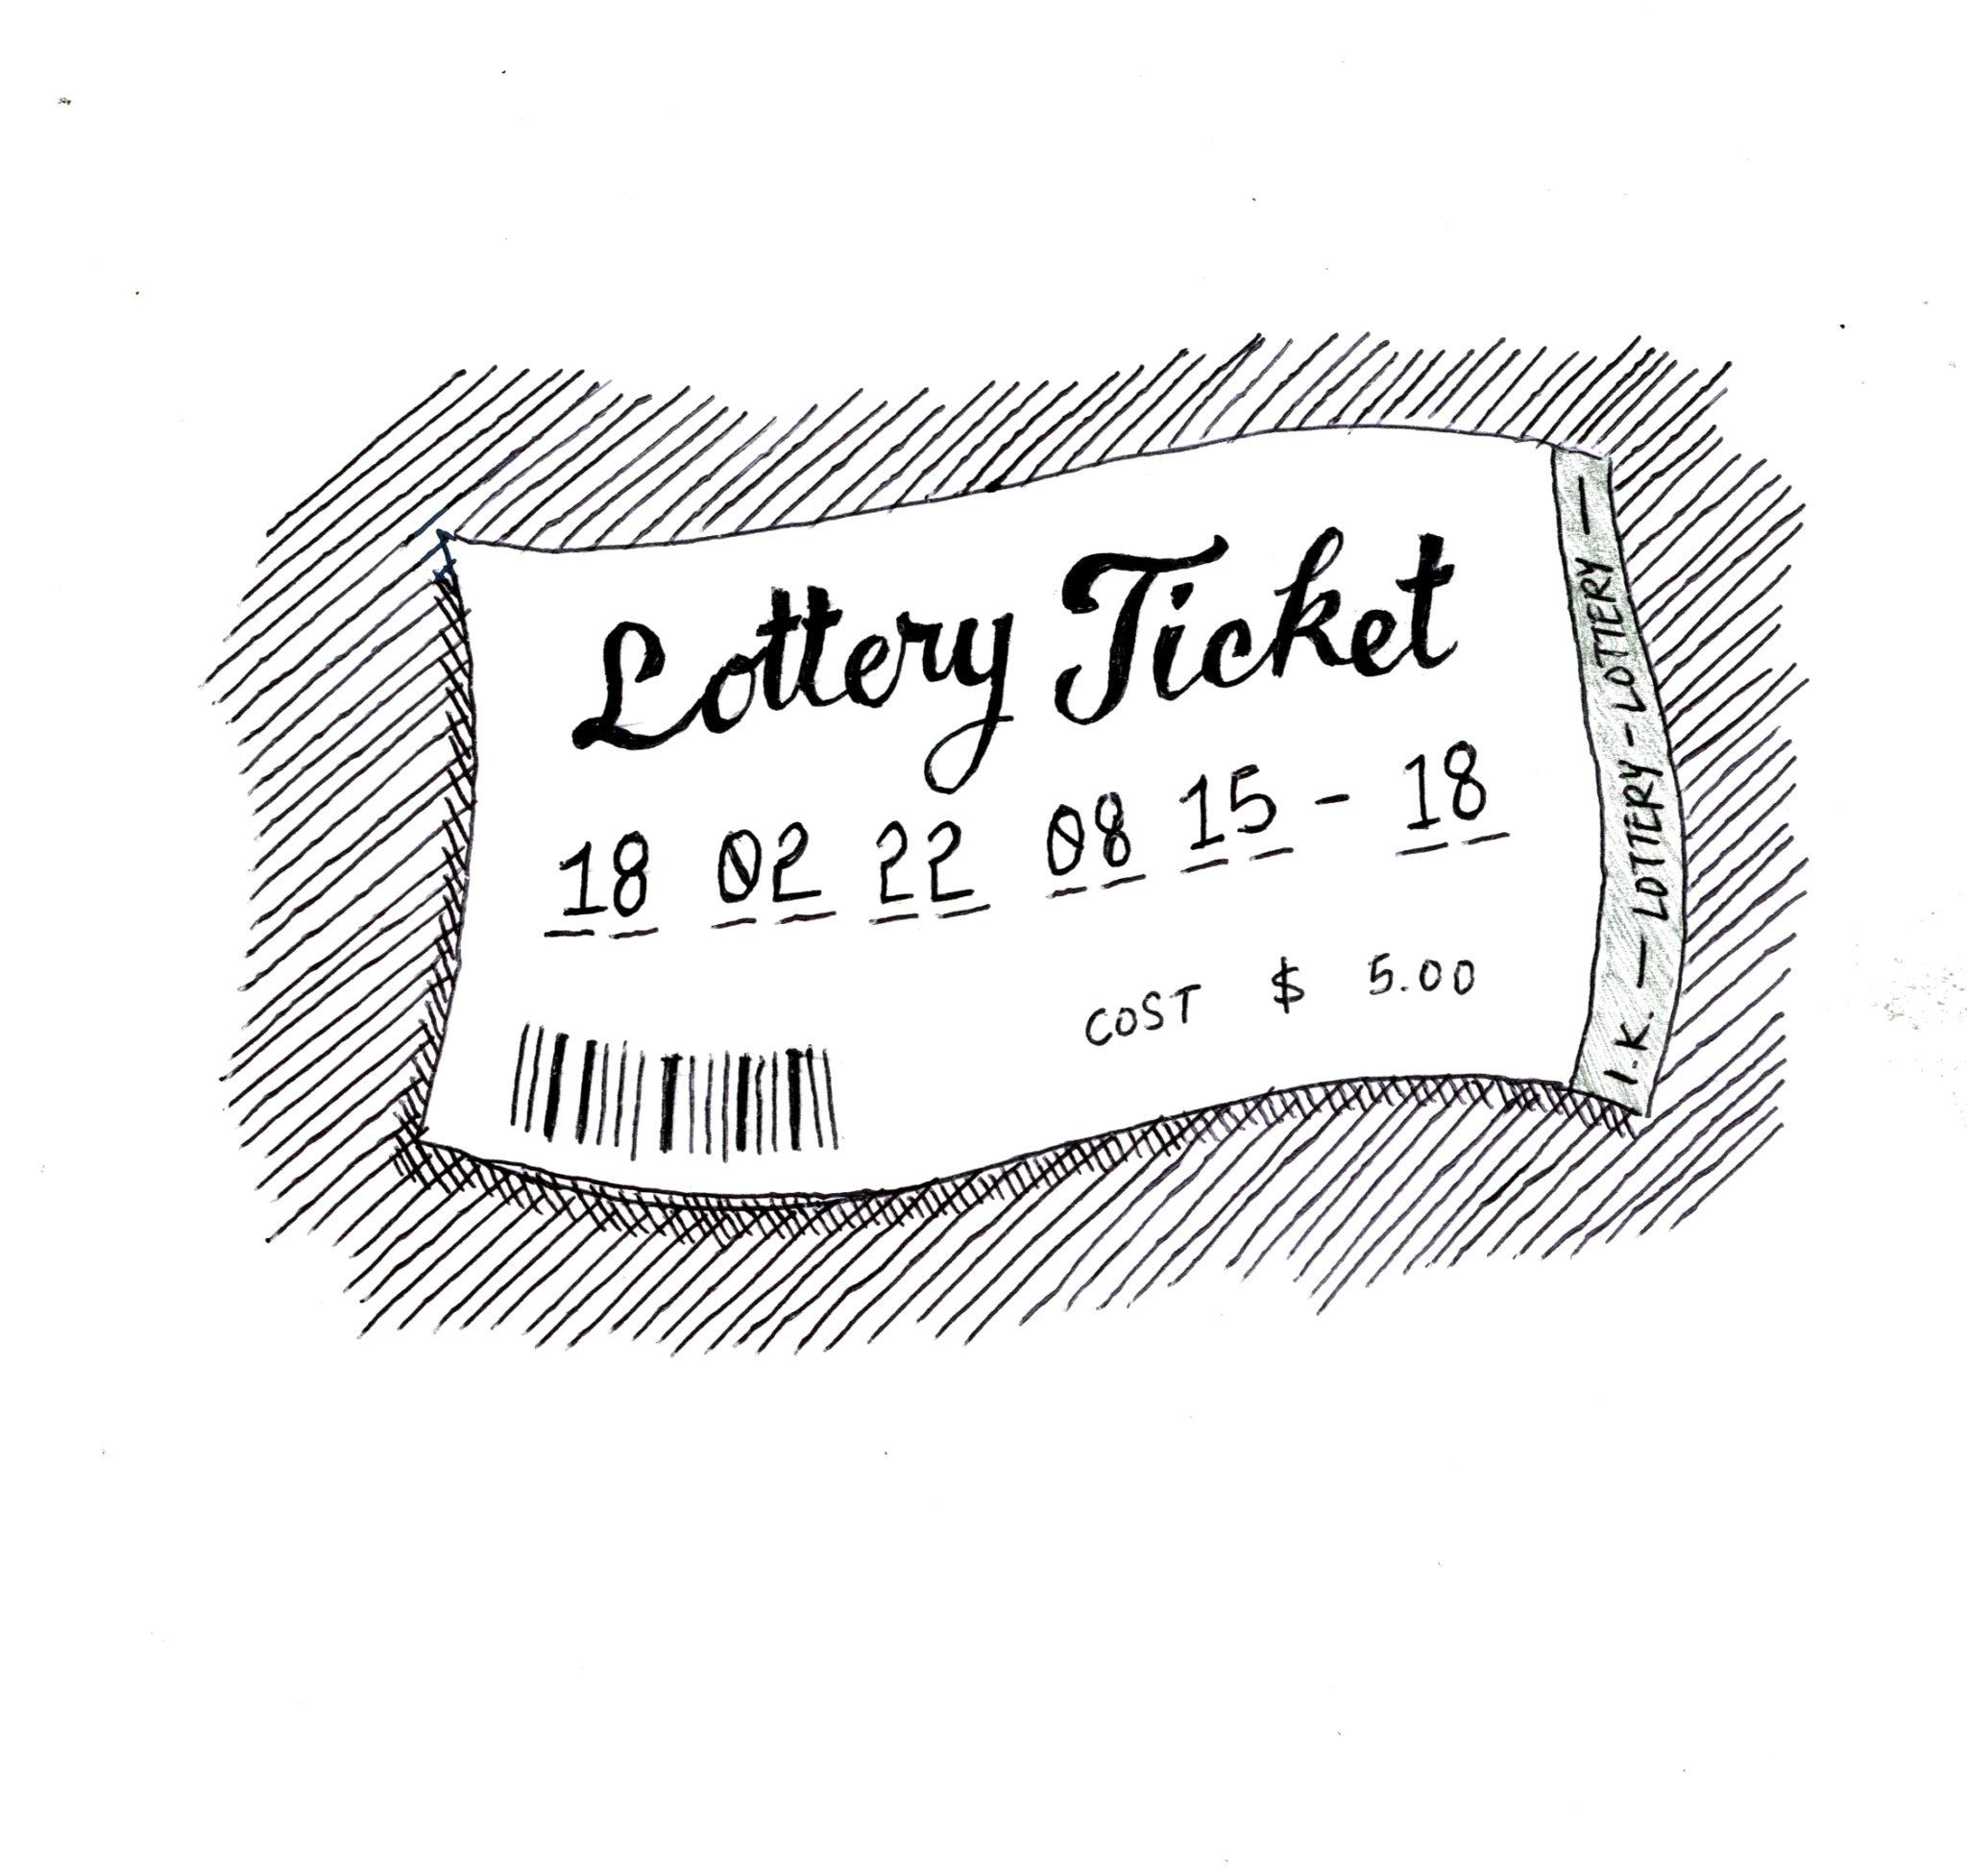 Lottery Ticket
18 02 22 08 15 - 18
COST $ 5.00
I.K. — LOTTERY - LOTTERY —